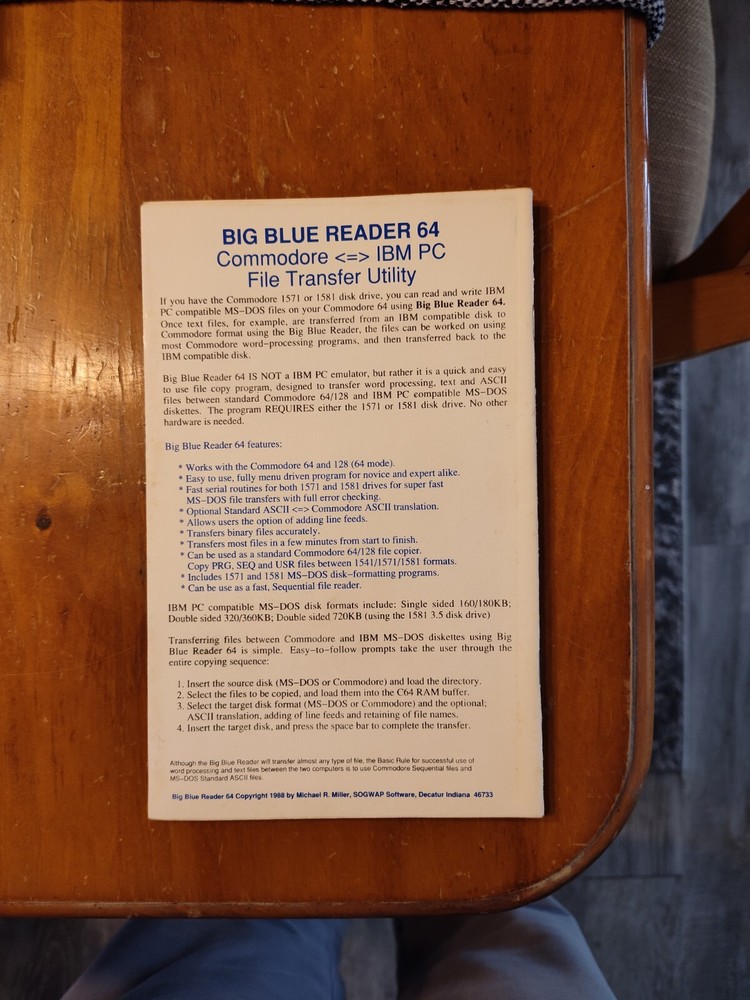 BIG BLUE READER 64
Commodore <=> IBM PC
File Transfer Utility
If you have the Commodore 1571 or 1581 disk drive, you can read and write IBM
PC compatible MS-DOS files on your Commodore 64 using Big Blue Reader 64.
Once text files, for example, are transferred from an IBM compatible disk to
Commodore format using the Big Blue Reader, the files can be worked on using
most Commodore word-processing programs, and then transferred back to the
IBM compatible disk.
Big Blue Reader 64 IS NOT a IBM PC emulator, but rather it is a quick and easy
to use file copy program, designed to transfer word processing, text and ASCII
files between standard Commodore 64/128 and IBM PC compatible MS-DOS
diskettes. The program REQUIRES either the 1571 or 1581 disk drive. No other
hardware is needed.
Big Blue Reader 64 features:
* Works with the Commodore 64 and 128 (64 mode).
* Easy to use, fully menu driven program for novice and expert alike.
* Fast serial routines for both 1571 and 1581 drives for super fast
MS-DOS file transfers with full error checking.
* Optional Standard ASCII <=> Commodore ASCII translation.
* Allows users the option of adding line feeds.
* Transfers binary files accurately.
* Transfers most files in a few minutes from start to finish.
* Can be used as a standard Commodore 64/128 file copier.
Copy PRG, SEQ and USR files between 1541/1571/1581 formats.
* Includes 1571 and 1581 MS-DOS disk-formatting programs.
* Can be use as a fast, Sequential file reader.
IBM PC compatible MS-DOS disk formats include: Single sided 160/180KB;
Double sided 320/360KB; Double sided 720KB (using the 1581 3.5 disk drive)
Transferring files between Commodore and IBM MS-DOS diskettes using Big
Blue Reader 64 is simple. Easy-to-follow prompts take the user through the
entire copying sequence:
1. Insert the source disk (MS-DOS or Commodore) and load the directory.
2. Select the files to be copied, and load them into the C64 RAM buffer.
3. Select the target disk format (MS-DOS or Commodore) and the optional;
ASCII translation, adding of line feeds and retaining of file names.
4. Insert the target disk, and press the space bar to complete the transfer.
Although the Big Blue Reader will transfer almost any type of file, the Basic Rule for successful use of
word processing and text files between the two computers is to use Commodore Sequential files and
MS-DOS Standard ASCII files.
Big Blue Reader 64 Copyright 1988 by Michael R. Miller, SOGWAP Software, Decatur Indiana 46733